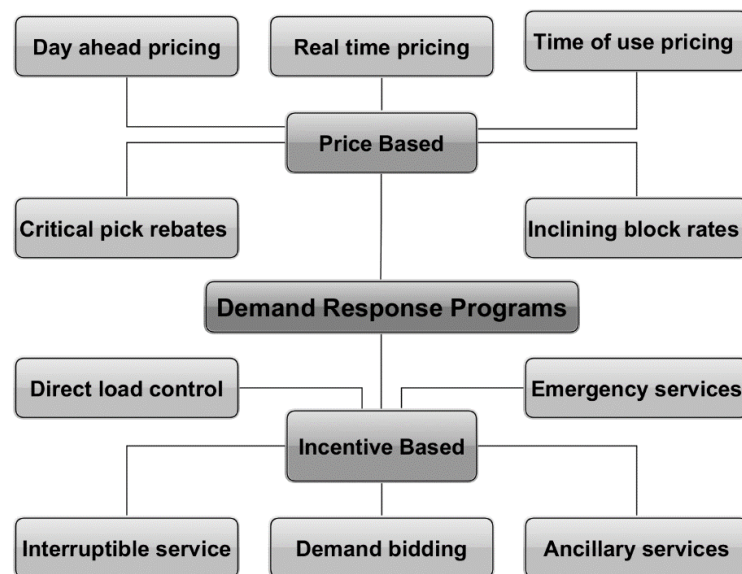 Day ahead pricing
Real time pricing
Time of use pricing
Price Based
Critical pick rebates
Inclining block rates
Demand Response Programs
Direct load control
Emergency services
Incentive Based
Interruptible service
Demand bidding
Ancillary services